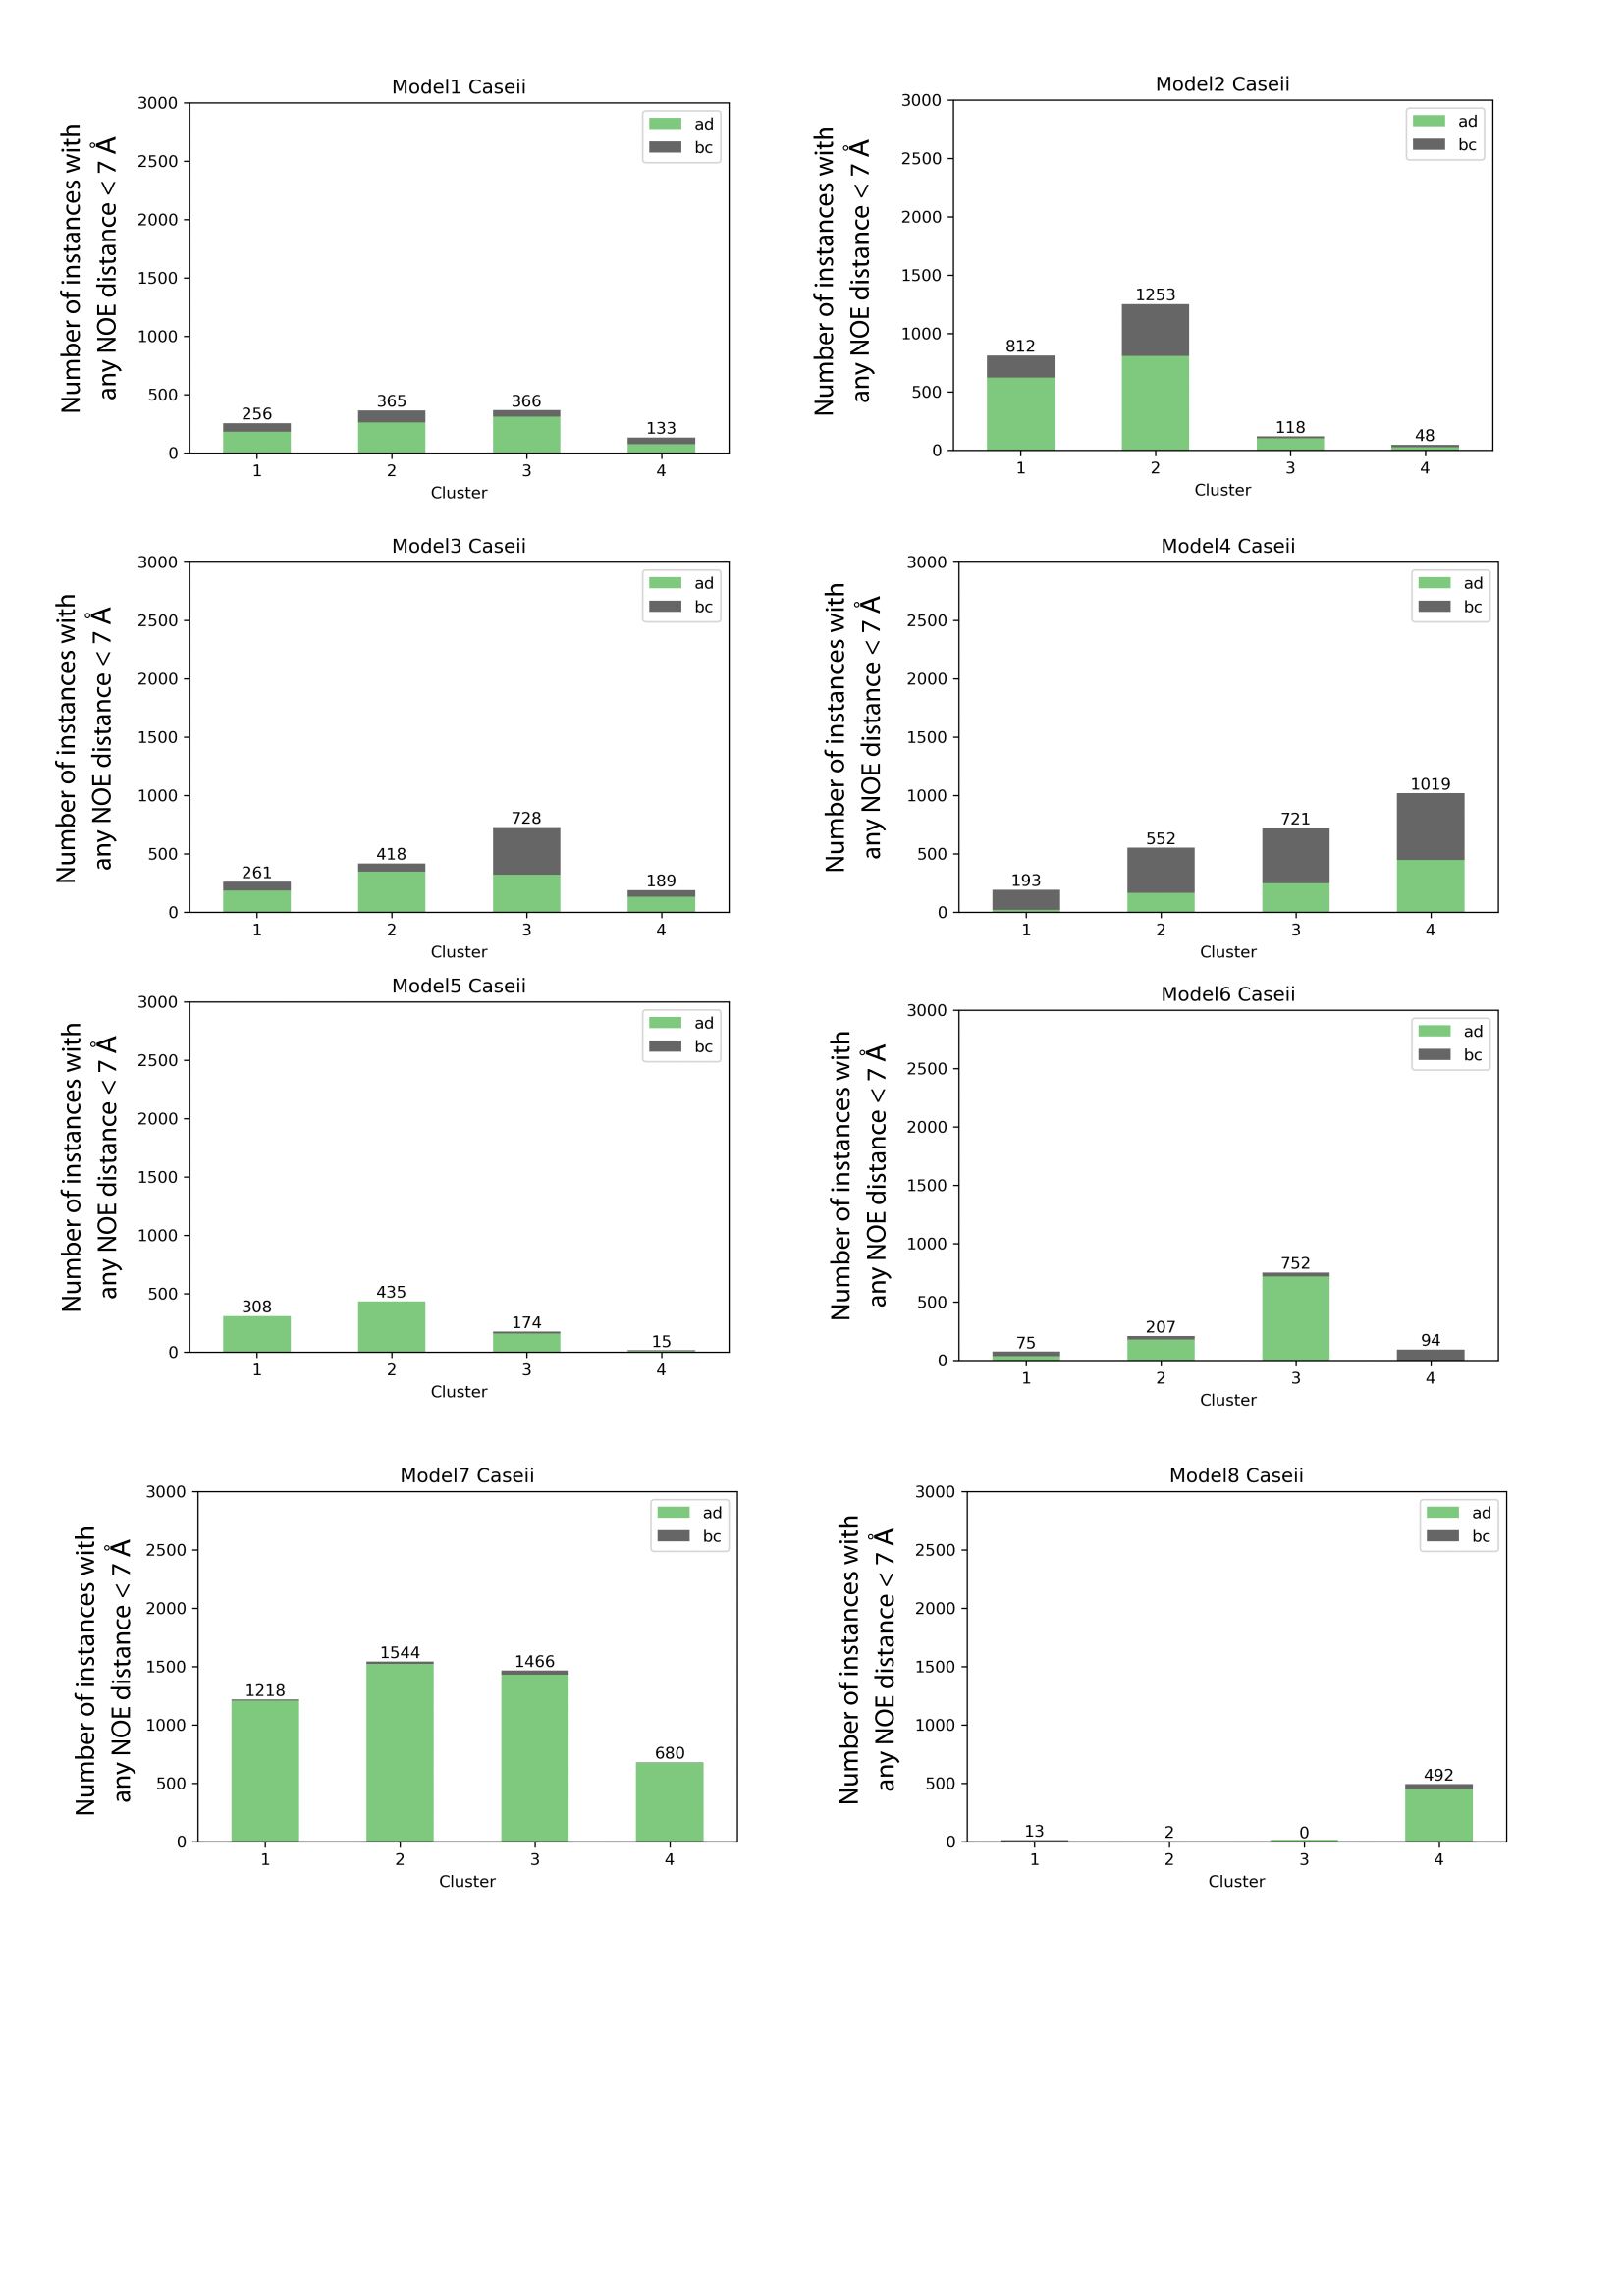 Model1 Caseii
Number of instances with
any NOE distance < 7 Å
3000
2500
2000
1500
1000
500
0
ad
bc
256
365
366
133
1
2
3
4
Cluster
Model2 Caseii
Number of instances with
any NOE distance < 7 Å
3000
2500
2000
1500
1000
500
0
ad
bc
812
1253
118
48
1
2
3
4
Cluster
Model3 Caseii
Number of instances with
any NOE distance < 7 Å
3000
2500
2000
1500
1000
500
0
ad
bc
261
418
728
189
1
2
3
4
Cluster
Model4 Caseii
Number of instances with
any NOE distance < 7 Å
3000
2500
2000
1500
1000
500
0
ad
bc
193
552
721
1019
1
2
3
4
Cluster
Model5 Caseii
Number of instances with
any NOE distance < 7 Å
3000
2500
2000
1500
1000
500
0
ad
bc
308
435
174
15
1
2
3
4
Cluster
Model6 Caseii
Number of instances with
any NOE distance < 7 Å
3000
2500
2000
1500
1000
500
0
ad
bc
75
207
752
94
1
2
3
4
Cluster
Model7 Caseii
Number of instances with
any NOE distance < 7 Å
3000
2500
2000
1500
1000
500
0
ad
bc
1218
1544
1466
680
1
2
3
4
Cluster
Model8 Caseii
Number of instances with
any NOE distance < 7 Å
3000
2500
2000
1500
1000
500
0
ad
bc
13
2
0
492
1
2
3
4
Cluster